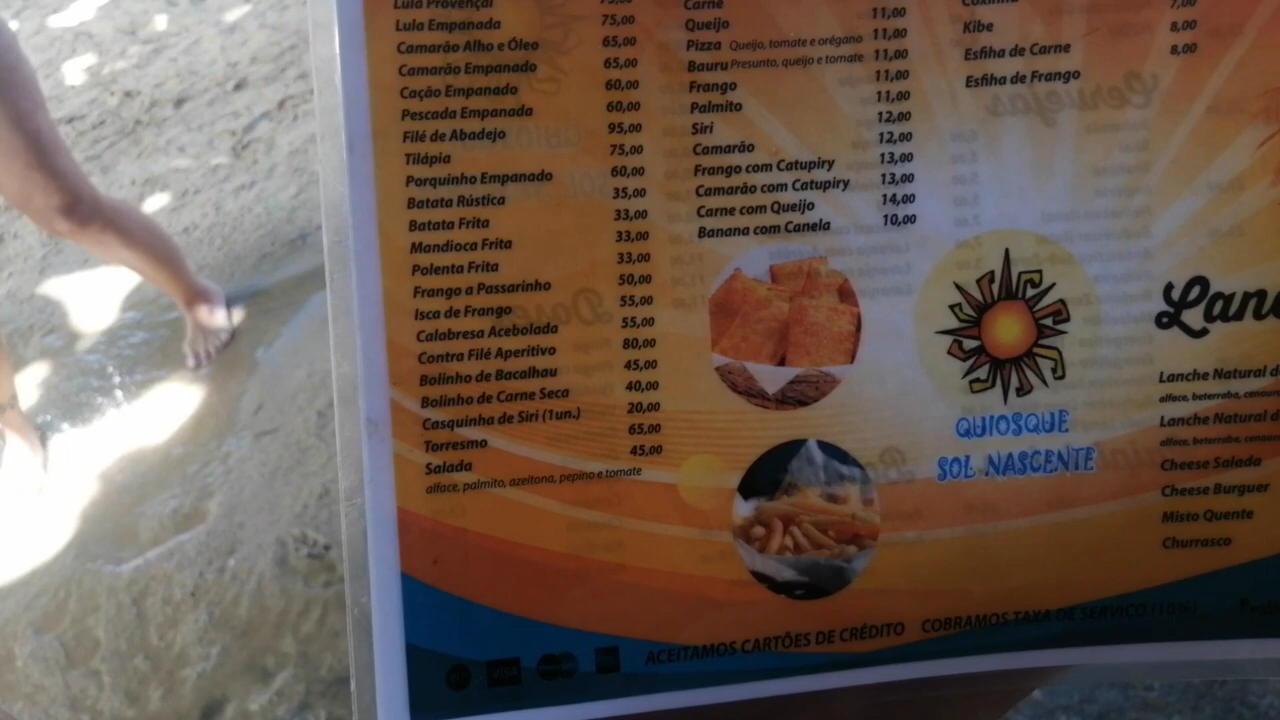 Lula Provençal 75,00
Lula Empanada 75,00
Camarão Alho e Óleo 65,00
Camarão Empanado 65,00
Cação Empanado 60,00
Pescada Empanada 60,00
Filé de Abadejo 95,00
Tilápia 75,00
Porquinho Empanado 60,00
Batata Rústica 35,00
Batata Frita 33,00
Mandioca Frita 33,00
Polenta Frita 33,00
Frango a Passarinho 50,00
Isca de Frango 55,00
Calabresa Acebolada 55,00
Contra Filé Aperitivo 80,00
Bolinho de Bacalhau 45,00
Bolinho de Carne Seca 40,00
Casquinha de Siri (1un.) 20,00
Torresmo 65,00
Salada 45,00
alface, palmito, azeitona, pepino e tomate
Carne
Queijo 11,00
Pizza Queijo, tomate e orégano 11,00
Bauru Presunto, queijo e tomate 11,00
Frango 11,00
Palmito 11,00
Siri 12,00
Camarão 12,00
Frango com Catupiry 13,00
Camarão com Catupiry 13,00
Carne com Queijo 14,00
Banana com Canela 10,00
Coxinha 7,00
Kibe 8,00
Esfiha de Carne 8,00
Esfiha de Frango
QUIOSQUE
SOL NASCENTE
Lanc
Lanche Natural d
alface, beterraba, cenour
Lanche Natural d
alface, beterraba, cenou
Cheese Salada
Cheese Burguer
Misto Quente
Churrasco
ACEITAMOS CARTÕES DE CRÉDITO COBRAMOS TAXA DE SERVIÇO (10%)